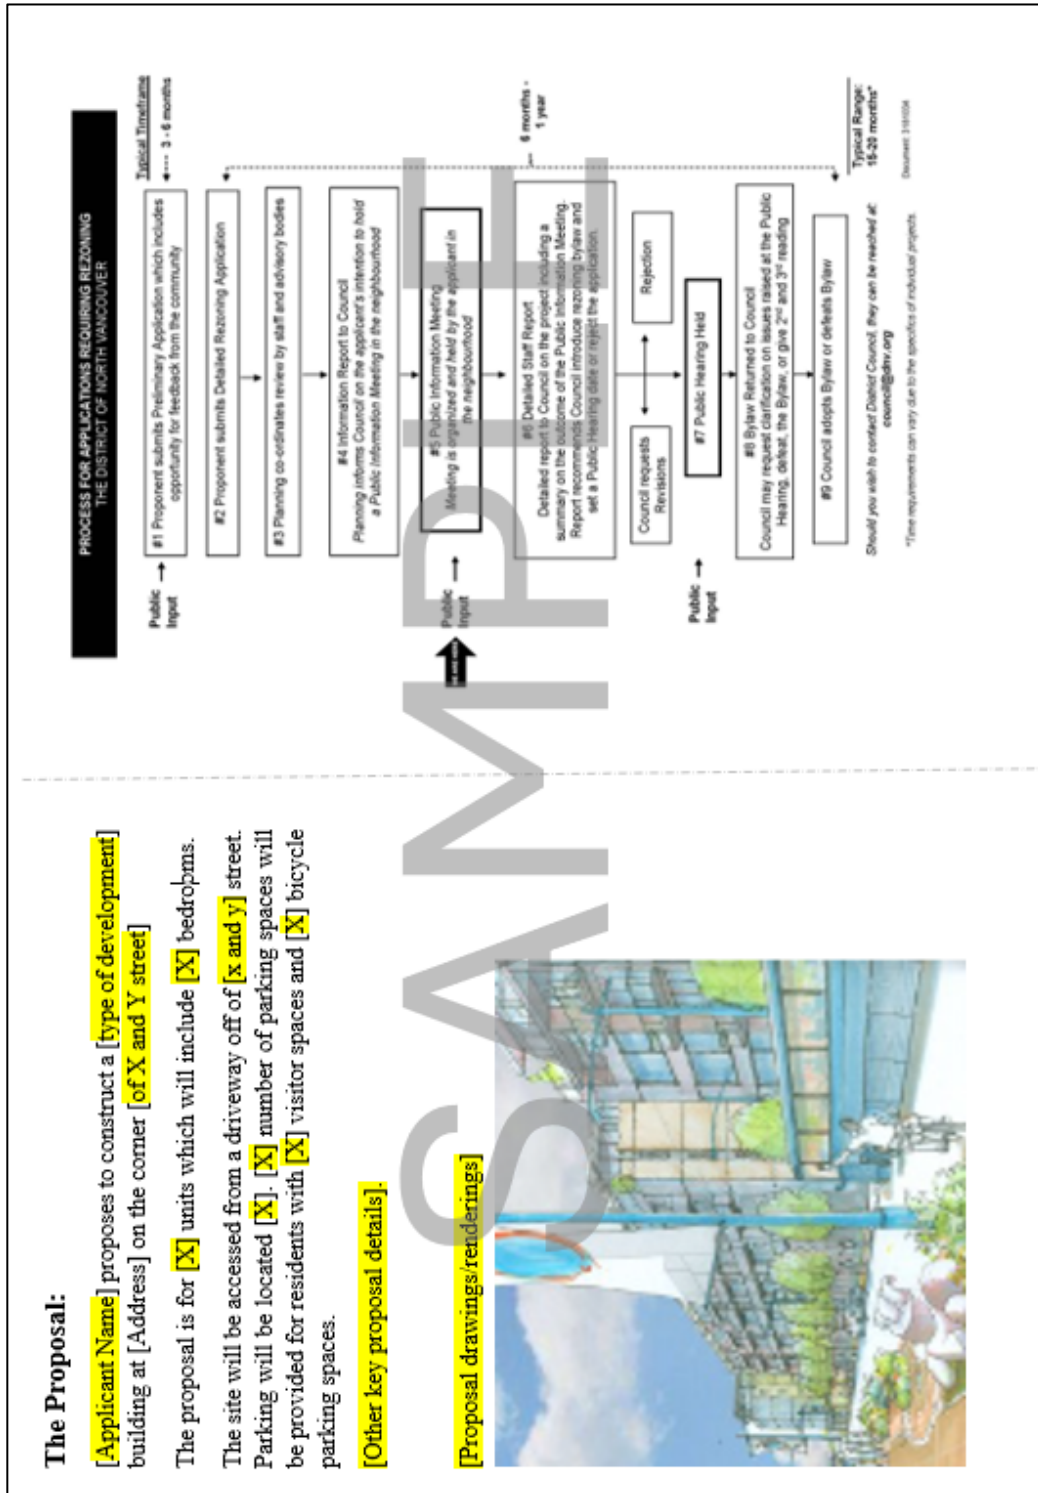 The Proposal:
[Applicant Name] proposes to construct a [type of development]
building at [Address] on the corner [of X and Y street]
The proposal is for [X] units which will include [X] bedrooms.
The site will be accessed from a driveway off of [x and y] street.
Parking will be located [X]. [X] number of parking spaces will
be provided for residents with [X] visitor spaces and [X] bicycle
parking spaces.
[Other key proposal details].
[Proposal drawings/renderings]
PROCESS FOR APPLICATIONS REQUIRING REZONING
THE DISTRICT OF NORTH VANCOUVER
Typical Timeframe
Public
Input
#1 Proponent submits Preliminary Application which includes
opportunity for feedback from the community
3 - 6 months
#2 Proponent submits Detailed Rezoning Application
#3 Planning co-ordinates review by staff and advisory bodies
#4 Information Report to Council
Planning informs Council on the applicant's intention to hold
a Public Information Meeting in the neighbourhood
Public
Input
#5 Public Information Meeting
Meeting is organized and held by the applicant in
the neighbourhood
6 months -
1 year
#6 Detailed Staff Report
Detailed report to Council on the project including a
summary on the outcome of the Public Information Meeting.
Report recommends Council introduce rezoning bylaw and
set a Public Hearing date or reject the application.
Council requests
Revisions
Rejection
Public
Input
#7 Public Hearing Held
#8 Bylaw Returned to Council
Council may request clarification on issues raised at the Public
Hearing, defeat the Bylaw, or give 2nd and 3rd reading
#9 Council adopts Bylaw or defeats Bylaw
Typical Range:
15-20 months*
Should you wish to contact District Council, they can be reached at:
council@dnv.org
*Time requirements can vary due to the specifics of individual projects.
SAMPLE